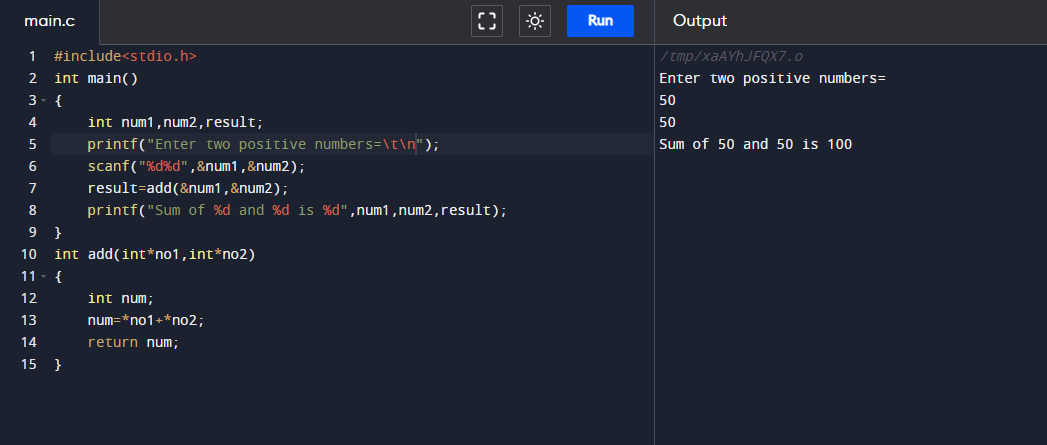 main.c
Run
Output
1 #include<stdio.h>
2 int main()
3 {
4 int num1,num2,result;
5 printf("Enter two positive numbers=\t\n");
6 scanf("%d%d",&num1,&num2);
7 result=add(&num1,&num2);
8 printf("Sum of %d and %d is %d",num1,num2,result);
9 }
10 int add(int*no1,int*no2)
11 {
12 int num;
13 num=*no1+*no2;
14 return num;
15 }
/tmp/xaAYhJFQX7.o
Enter two positive numbers=
50
50
Sum of 50 and 50 is 100